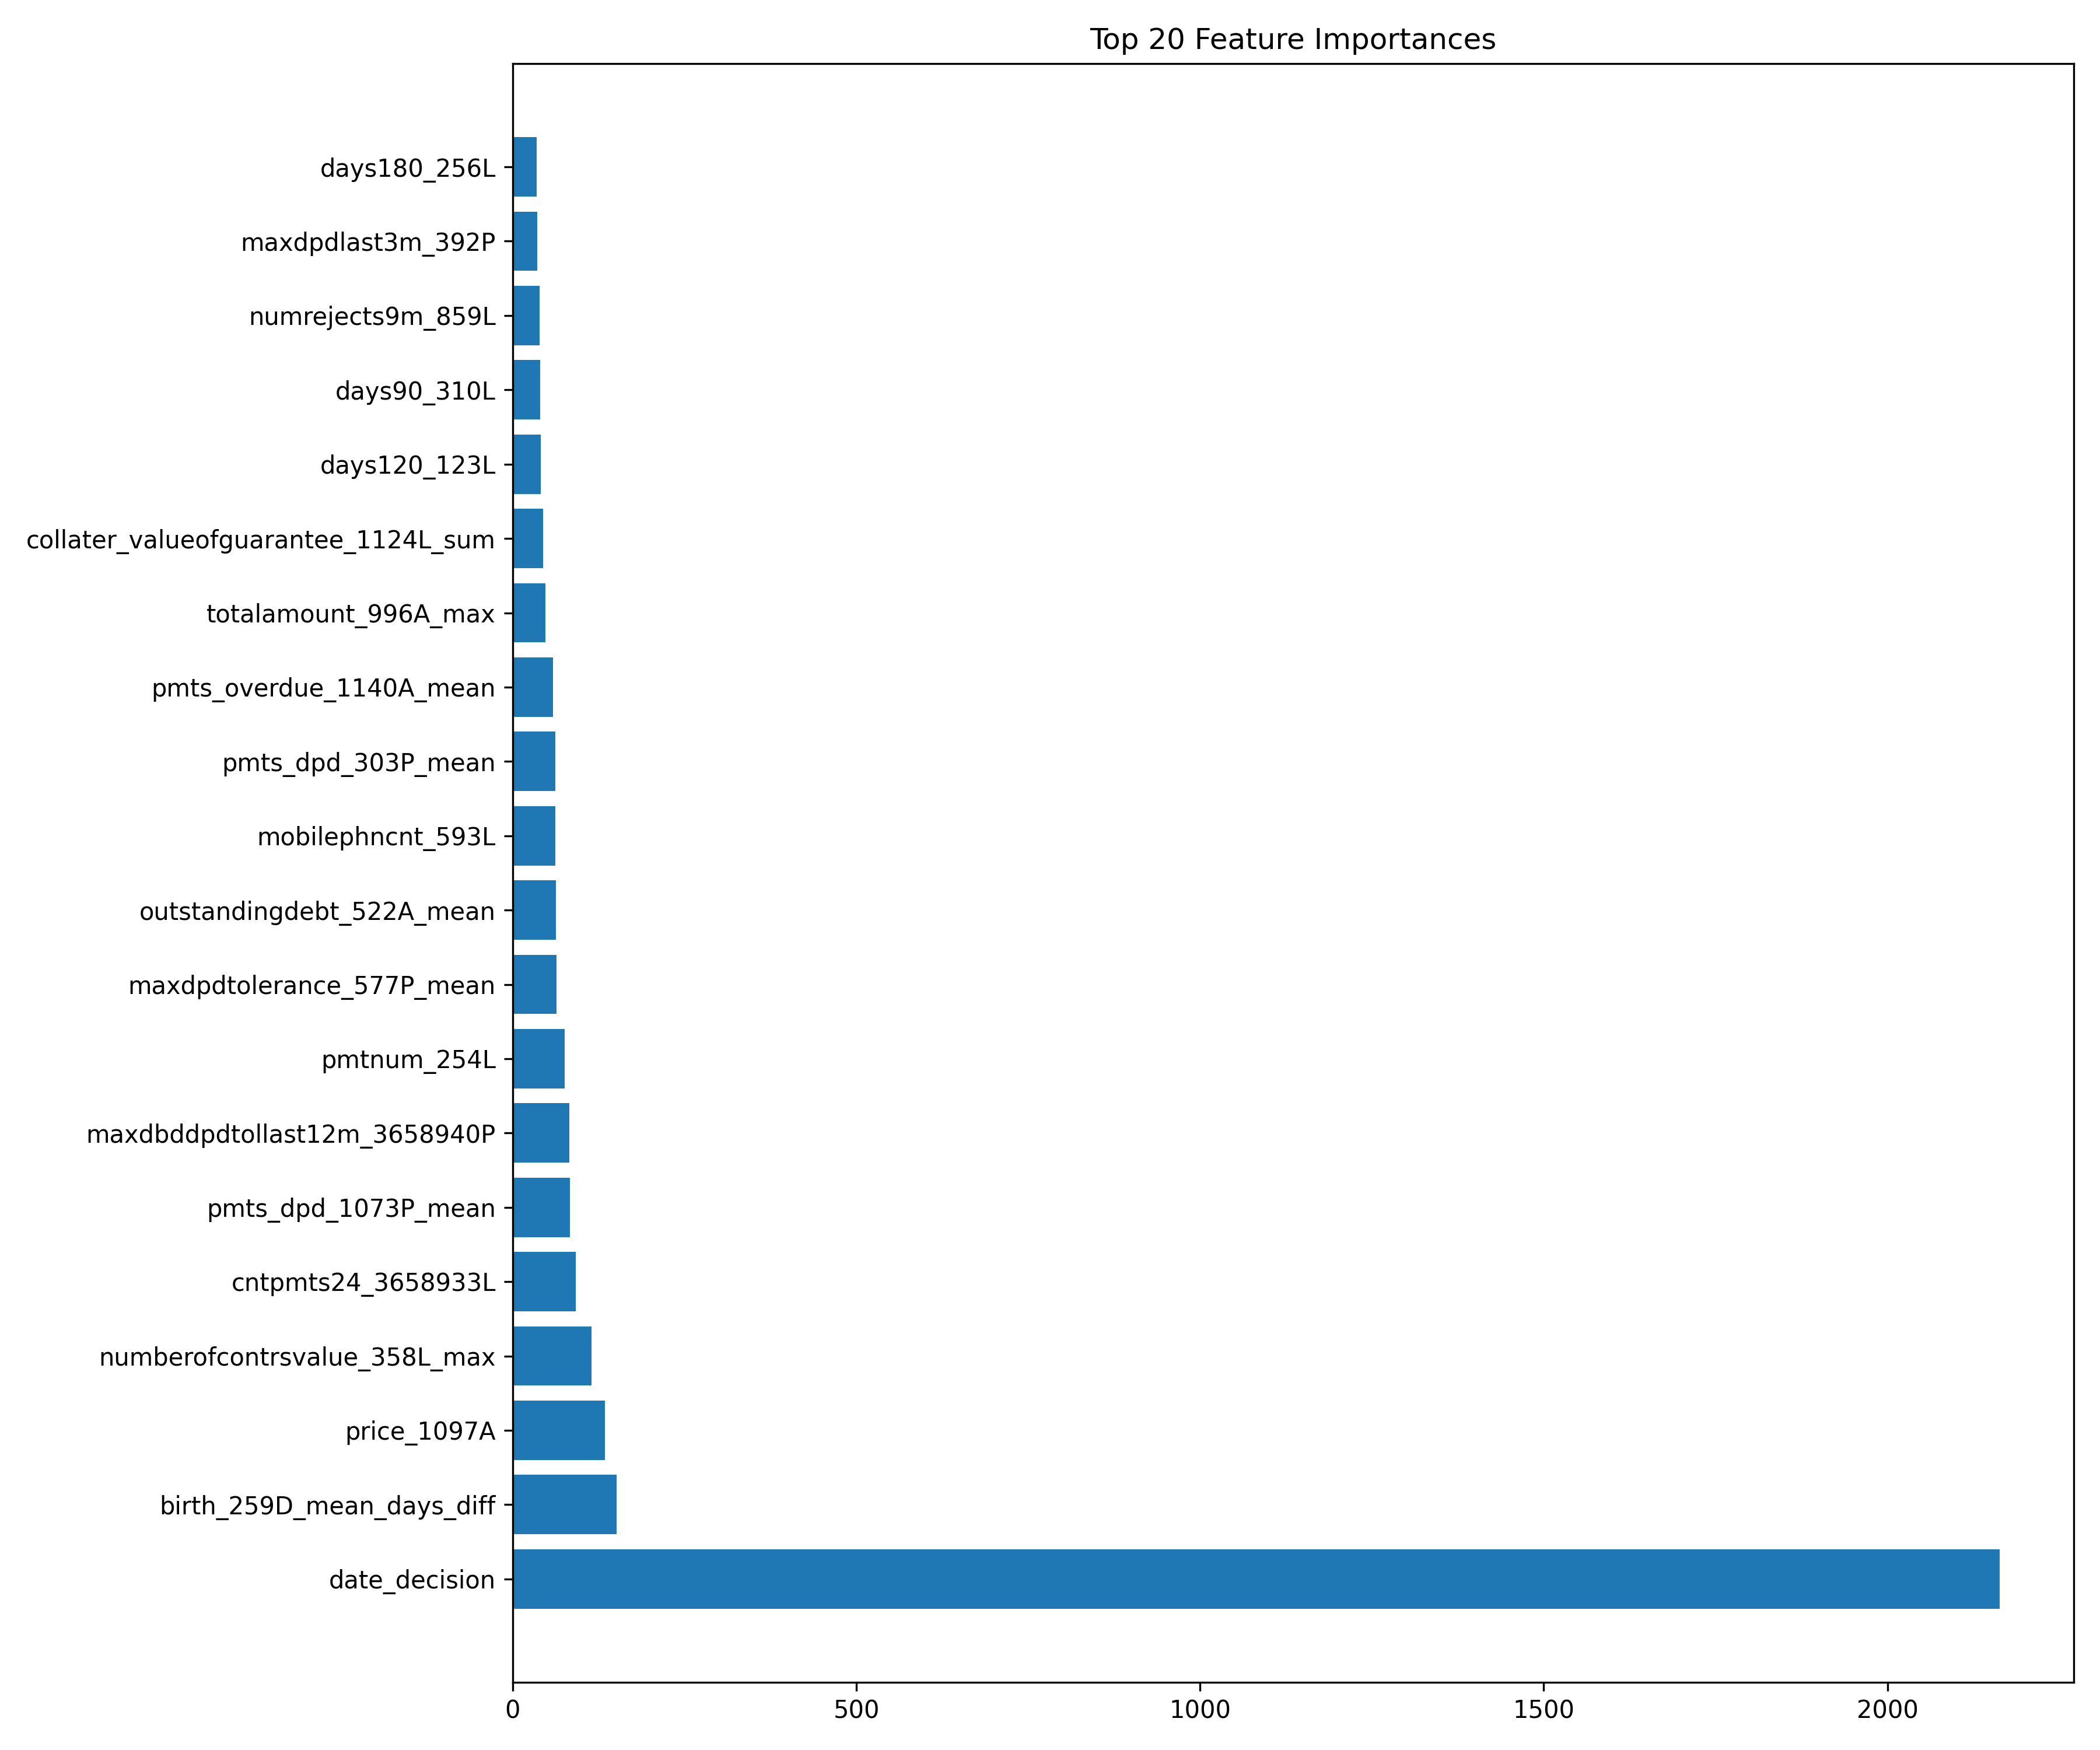 Top 20 Feature Importances
days180_256L
maxdpdlast3m_392P
numrejects9m_859L
days90_310L
days120_123L
collater_valueofguarantee_1124L_sum
totalamount_996A_max
pmts_overdue_1140A_mean
pmts_dpd_303P_mean
mobilephncnt_593L
outstandingdebt_522A_mean
maxdpdtolerance_577P_mean
pmtnum_254L
maxdbddpdtollast12m_3658940P
pmts_dpd_1073P_mean
cntpmts24_3658933L
numberofcontrsvalue_358L_max
price_1097A
birth_259D_mean_days_diff
date_decision
0 500 1000 1500 2000